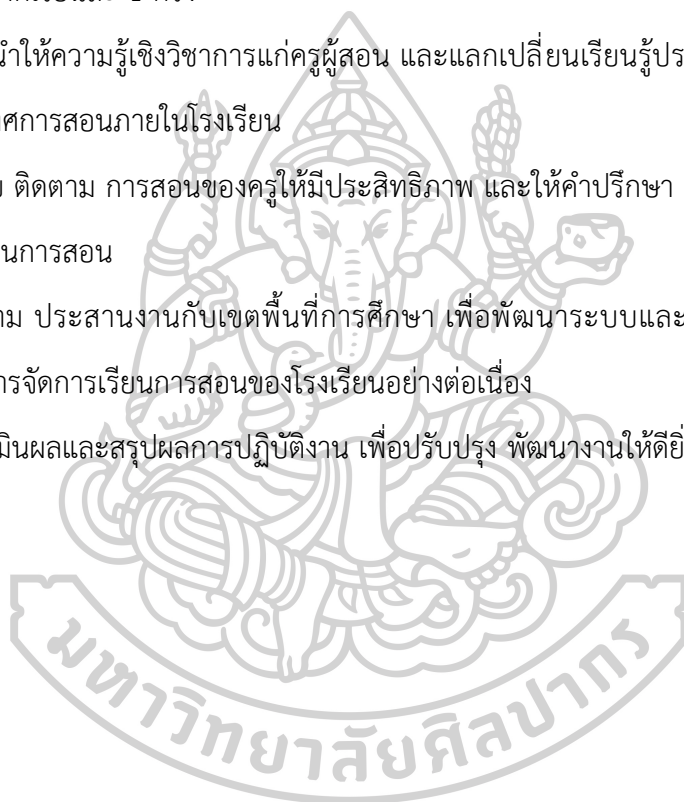 นำให้ความรู้เชิงวิชาการแก่ครูผู้สอน และแลกเปลี่ยนเรียนรู้ประ
ศการสอนภายในโรงเรียน
ติดตาม การสอนของครูให้มีประสิทธิภาพ และให้คำปรึกษา
นการสอน
าม ประสานงานกับเขตพื้นที่การศึกษา เพื่อพัฒนาระบบและ
ารจัดการเรียนการสอนของโรงเรียนอย่างต่อเนื่อง
มินผลและสรุปผลการปฏิบัติงาน เพื่อปรับปรุง พัฒนางานให้ดียิ่
มหาวิทยาลัยศิลปากร